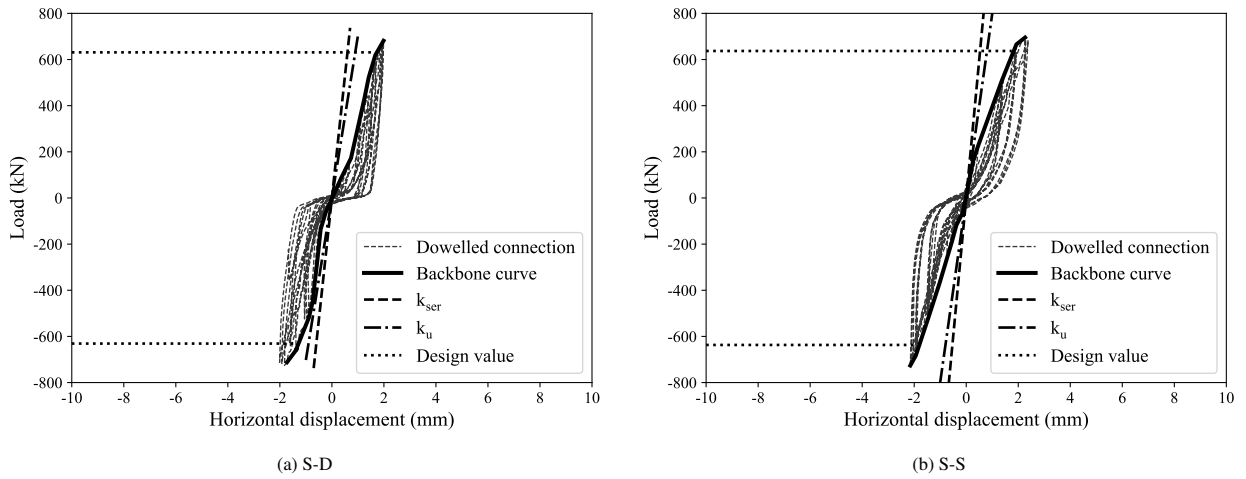 800
600
400
200
0
-200
-400
-600
-800
-10
-8
-6
-4
-2
0
2
4
6
8
10
Load (kN)
Horizontal displacement (mm)
Dowelled connection
Backbone curve
kser
ku
Design value
(a) S-D
800
600
400
200
0
-200
-400
-600
-800
-10
-8
-6
-4
-2
0
2
4
6
8
10
Load (kN)
Horizontal displacement (mm)
Dowelled connection
Backbone curve
kser
ku
Design value
(b) S-S